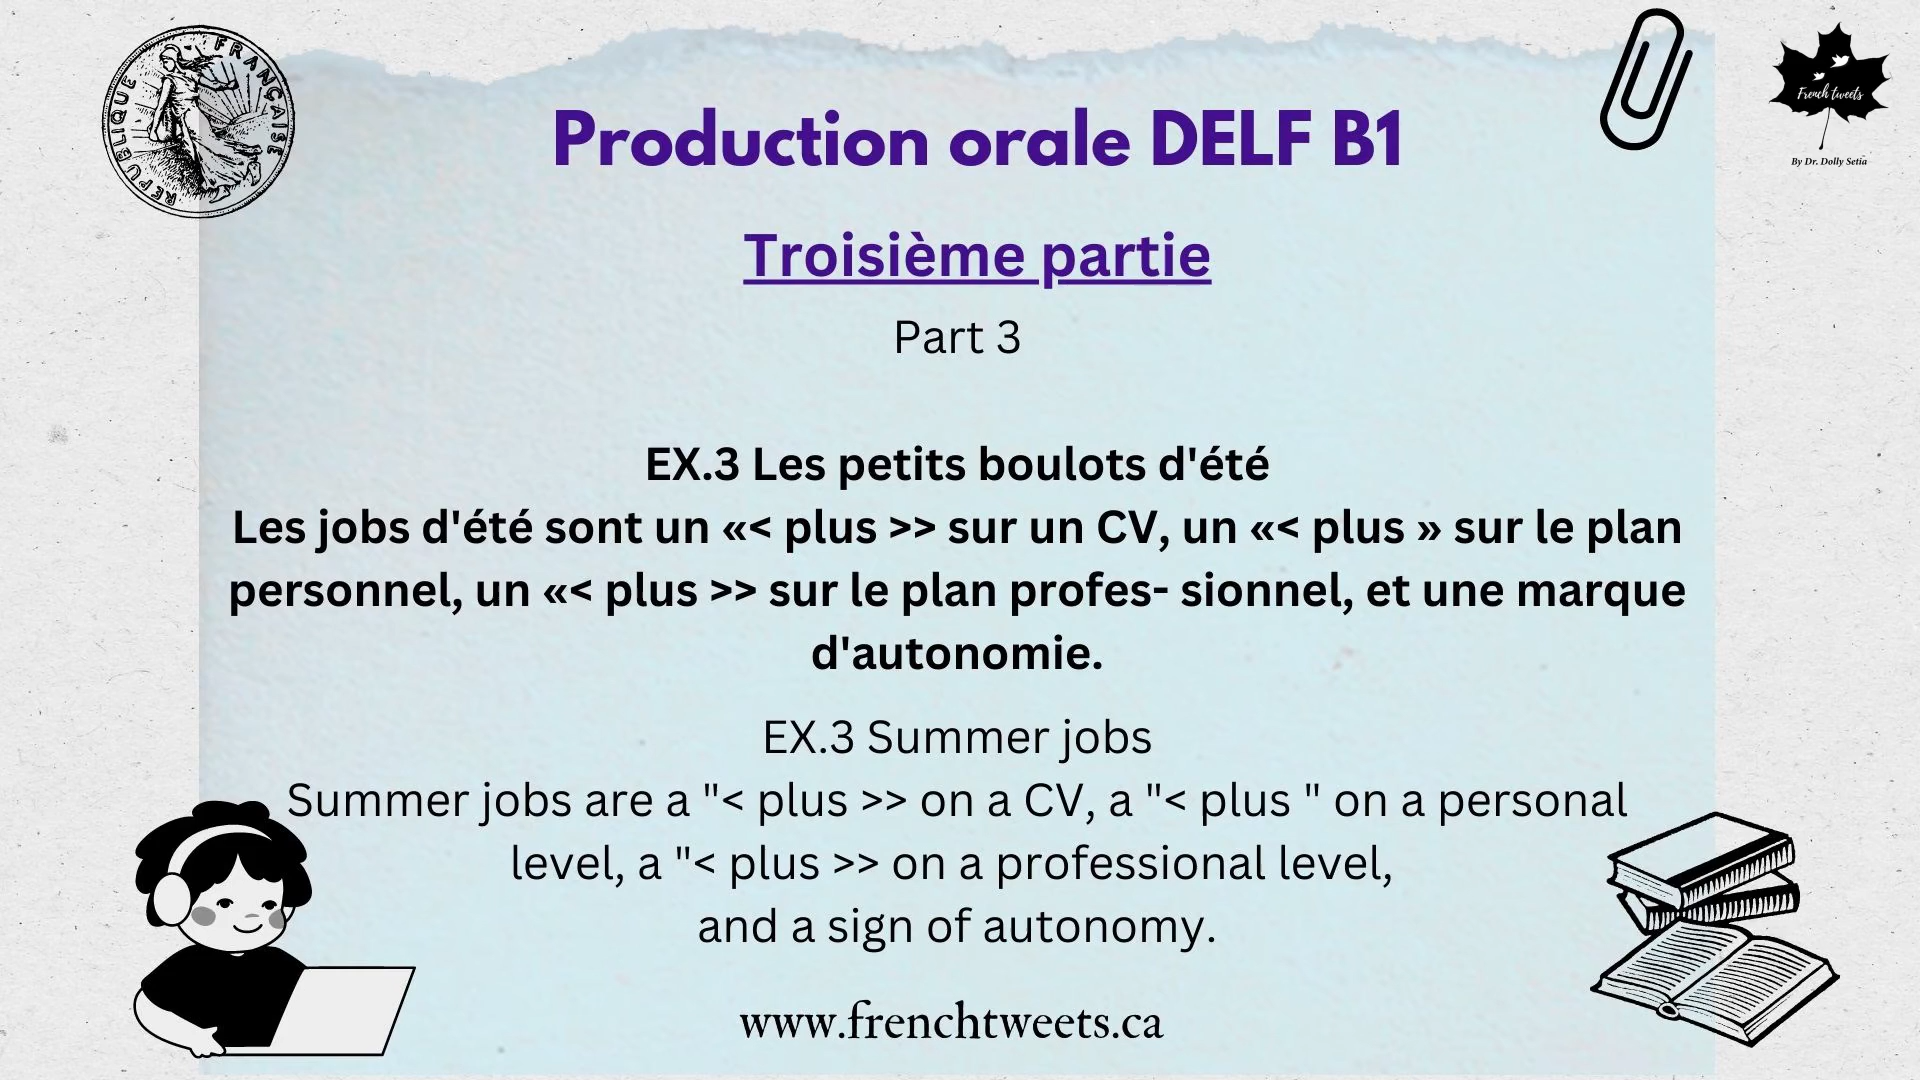 REPUBLIQUE FRANÇAISE
French tweets
By Dr. Dolly Setia
Production orale DELF B1
Troisième partie
Part 3
EX.3 Les petits boulots d'été
Les jobs d'été sont un «< plus >> sur un CV, un «< plus » sur le plan
personnel, un «< plus >> sur le plan profes- sionnel, et une marque
d'autonomie.
EX.3 Summer jobs
Summer jobs are a "< plus >> on a CV, a "< plus " on a personal
level, a "< plus >> on a professional level,
and a sign of autonomy.
www.frenchtweets.ca